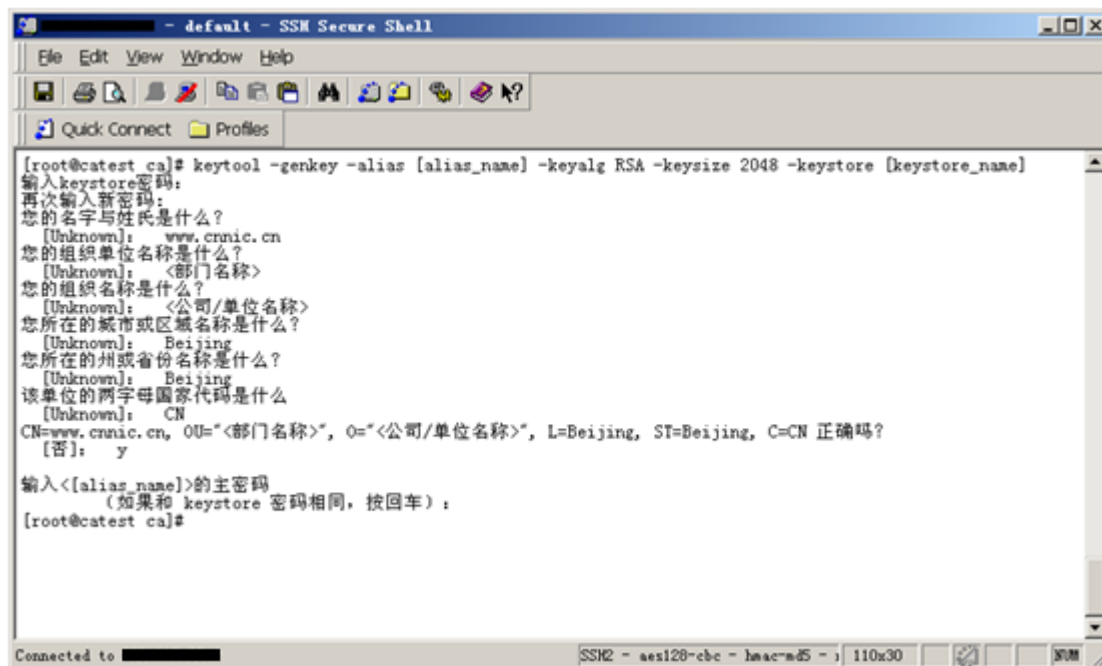 - default - SSH Secure Shell
File Edit View Window Help
Quick Connect Profiles
[root@catest ca]# keytool -genkey -alias [alias_name] -keyalg RSA -keysize 2048 -keystore [keystore_name]
输入keystore密码:
再次输入新密码:
您的名字与姓氏是什么?
[Unknown]: www.cnnic.cn
您的组织单位名称是什么?
[Unknown]: <部门名称>
您的组织名称是什么?
[Unknown]: <公司/单位名称>
您所在的城市或区域名称是什么?
[Unknown]: Beijing
您所在的州或省份名称是什么?
[Unknown]: Beijing
该单位的两字母国家代码是什么
[Unknown]: CN
CN=www.cnnic.cn, OU="<部门名称>", O="<公司/单位名称>", L=Beijing, ST=Beijing, C=CN 正确吗?
[否]: y
输入<[alias_name]>的主密码
(如果和 keystore 密码相同，按回车):
[root@catest ca]#
Connected to
SSH2 - aes128-cbc - hmac-md5 - 110x30 NUM